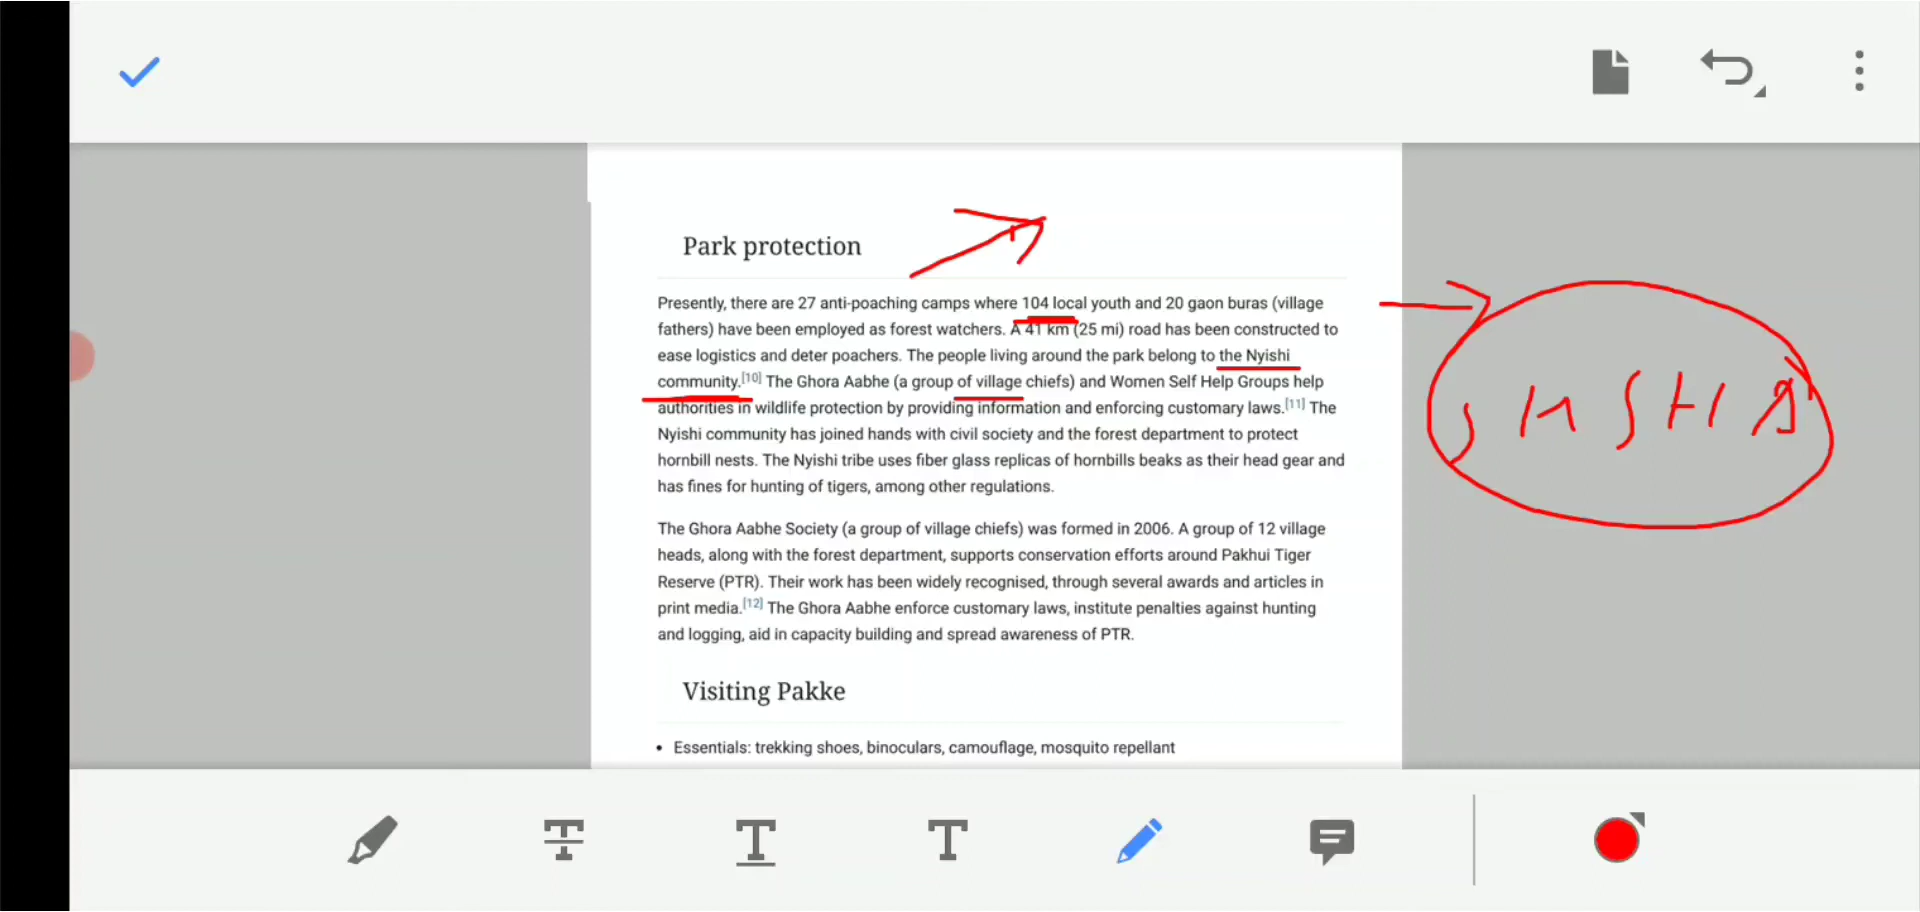 Park protection
Presently, there are 27 anti-poaching camps where 104 local youth and 20 gaon buras (village
fathers) have been employed as forest watchers. A 41 km (25 mi) road has been constructed to
ease logistics and deter poachers. The people living around the park belong to the Nyishi
community.[10] The Ghora Aabhe (a group of village chiefs) and Women Self Help Groups help
authorities in wildlife protection by providing information and enforcing customary laws.[11] The
Nyishi community has joined hands with civil society and the forest department to protect
hornbill nests. The Nyishi tribe uses fiber glass replicas of hornbills beaks as their head gear and
has fines for hunting of tigers, among other regulations.
The Ghora Aabhe Society (a group of village chiefs) was formed in 2006. A group of 12 village
heads, along with the forest department, supports conservation efforts around Pakhui Tiger
Reserve (PTR). Their work has been widely recognised, through several awards and articles in
print media.[12] The Ghora Aabhe enforce customary laws, institute penalties against hunting
and logging, aid in capacity building and spread awareness of PTR.
Visiting Pakke
• Essentials: trekking shoes, binoculars, camouflage, mosquito repellant